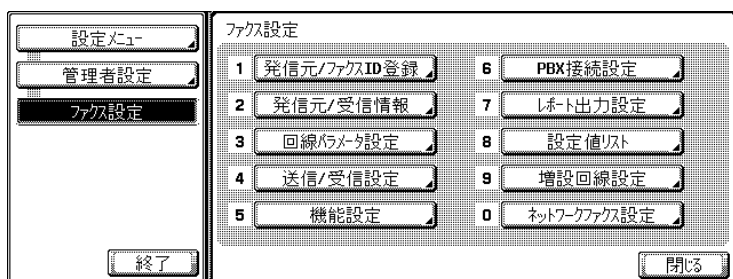 設定メニュー
管理者設定
ファクス設定
終了
ファクス設定
1 発信元/ファクスID登録
2 発信元/受信情報
3 回線パラメータ設定
4 送信/受信設定
5 機能設定
6 PBX接続設定
7 レポート出力設定
8 設定値リスト
9 増設回線設定
0 ネットワークファクス設定
閉じる